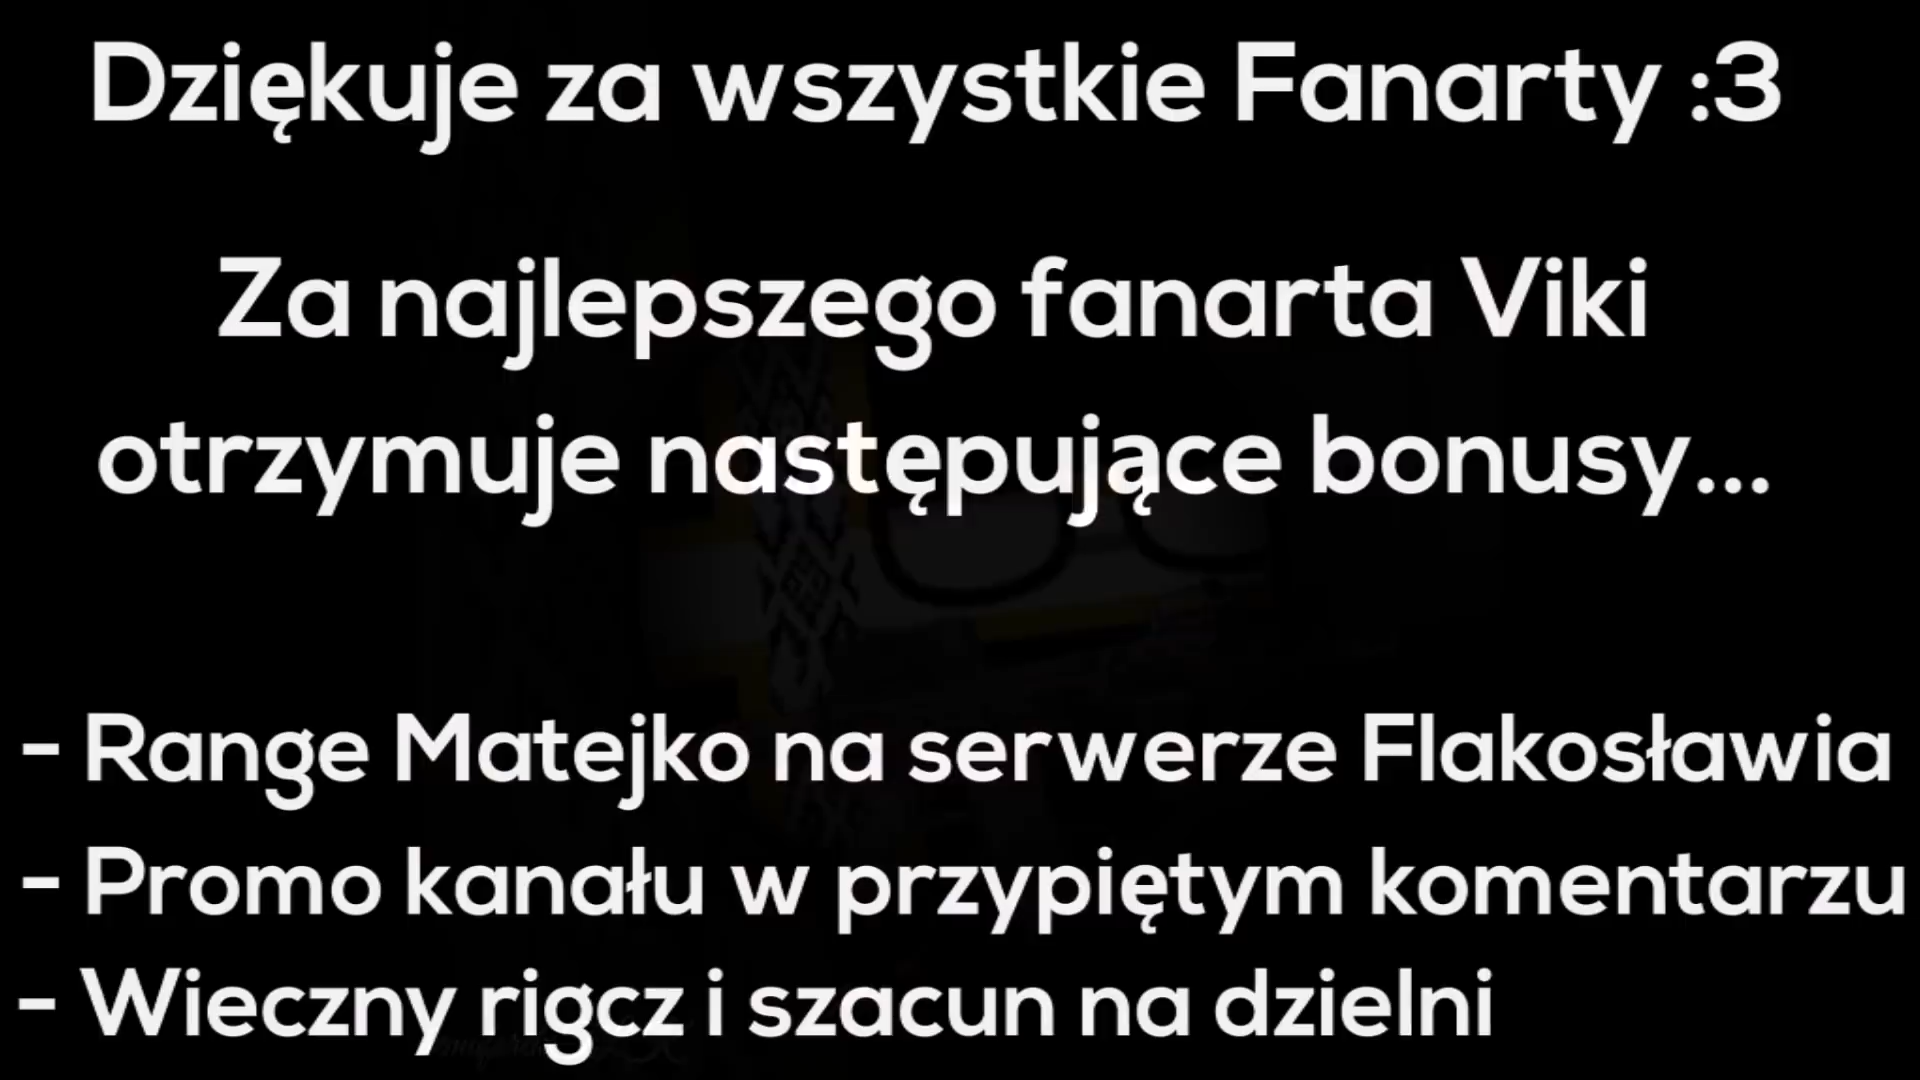 Dziękuje za wszystkie Fanarty :3
Za najlepszego fanarta Viki
otrzymuje następujące bonusy...
- Range Matejko na serwerze Flakosławia
- Promo kanału w przypiętym komentarzu
- Wieczny rigcz i szacun na dzielni